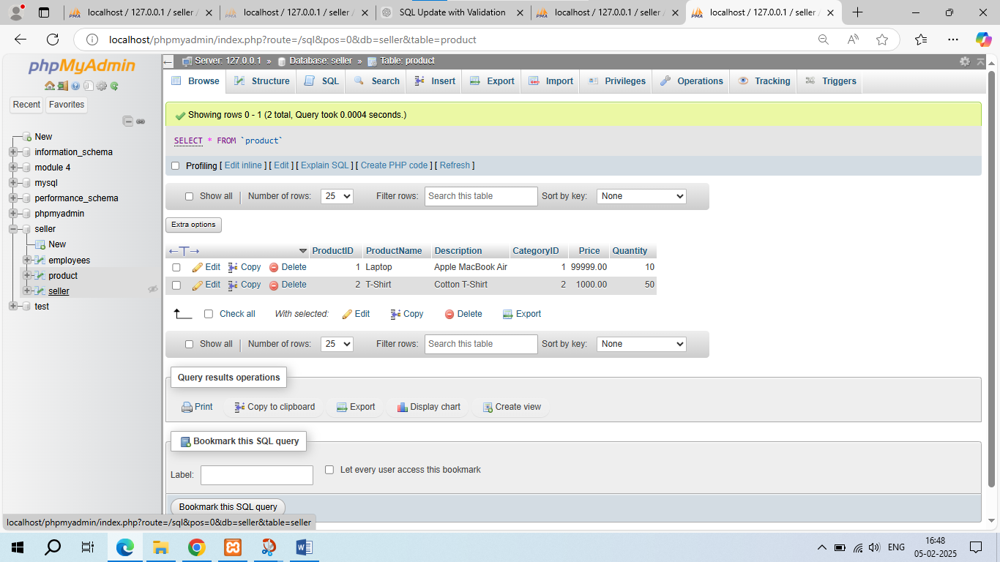 localhost / 127.0.0.1 / seller /
localhost / 127.0.0.1 / seller /
SQL Update with Validation
localhost / 127.0.0.1 / seller /
localhost / 127.0.0.1 / seller /
localhost/phpmyadmin/index.php?route=/sql&pos=0&db=seller&table=product
phpMyAdmin
Recent Favorites
New
information_schema
module 4
mysql
performance_schema
phpmyadmin
seller
New
employees
product
seller
test
Server: 127.0.0.1 » Database: seller » Table: product
Browse Structure SQL Search Insert Export Import Privileges Operations Tracking Triggers
Showing rows 0 - 1 (2 total, Query took 0.0004 seconds.)
SELECT * FROM `product`
Profiling [ Edit inline ] [ Edit ] [ Explain SQL ] [ Create PHP code ] [ Refresh ]
Show all | Number of rows: 25 Filter rows: Search this table Sort by key: None
Extra options
←T→ ProductID ProductName Description CategoryID Price Quantity
Edit Copy Delete 1 Laptop Apple MacBook Air 1 99999.00 10
Edit Copy Delete 2 T-Shirt Cotton T-Shirt 2 1000.00 50
Check all With selected: Edit Copy Delete Export
Show all | Number of rows: 25 Filter rows: Search this table Sort by key: None
Query results operations
Print Copy to clipboard Export Display chart Create view
Bookmark this SQL query
Label: Let every user access this bookmark
Bookmark this SQL query
localhost/phpmyadmin/index.php?route=/sql&pos=0&db=seller&table=seller
ENG
16:48
05-02-2025